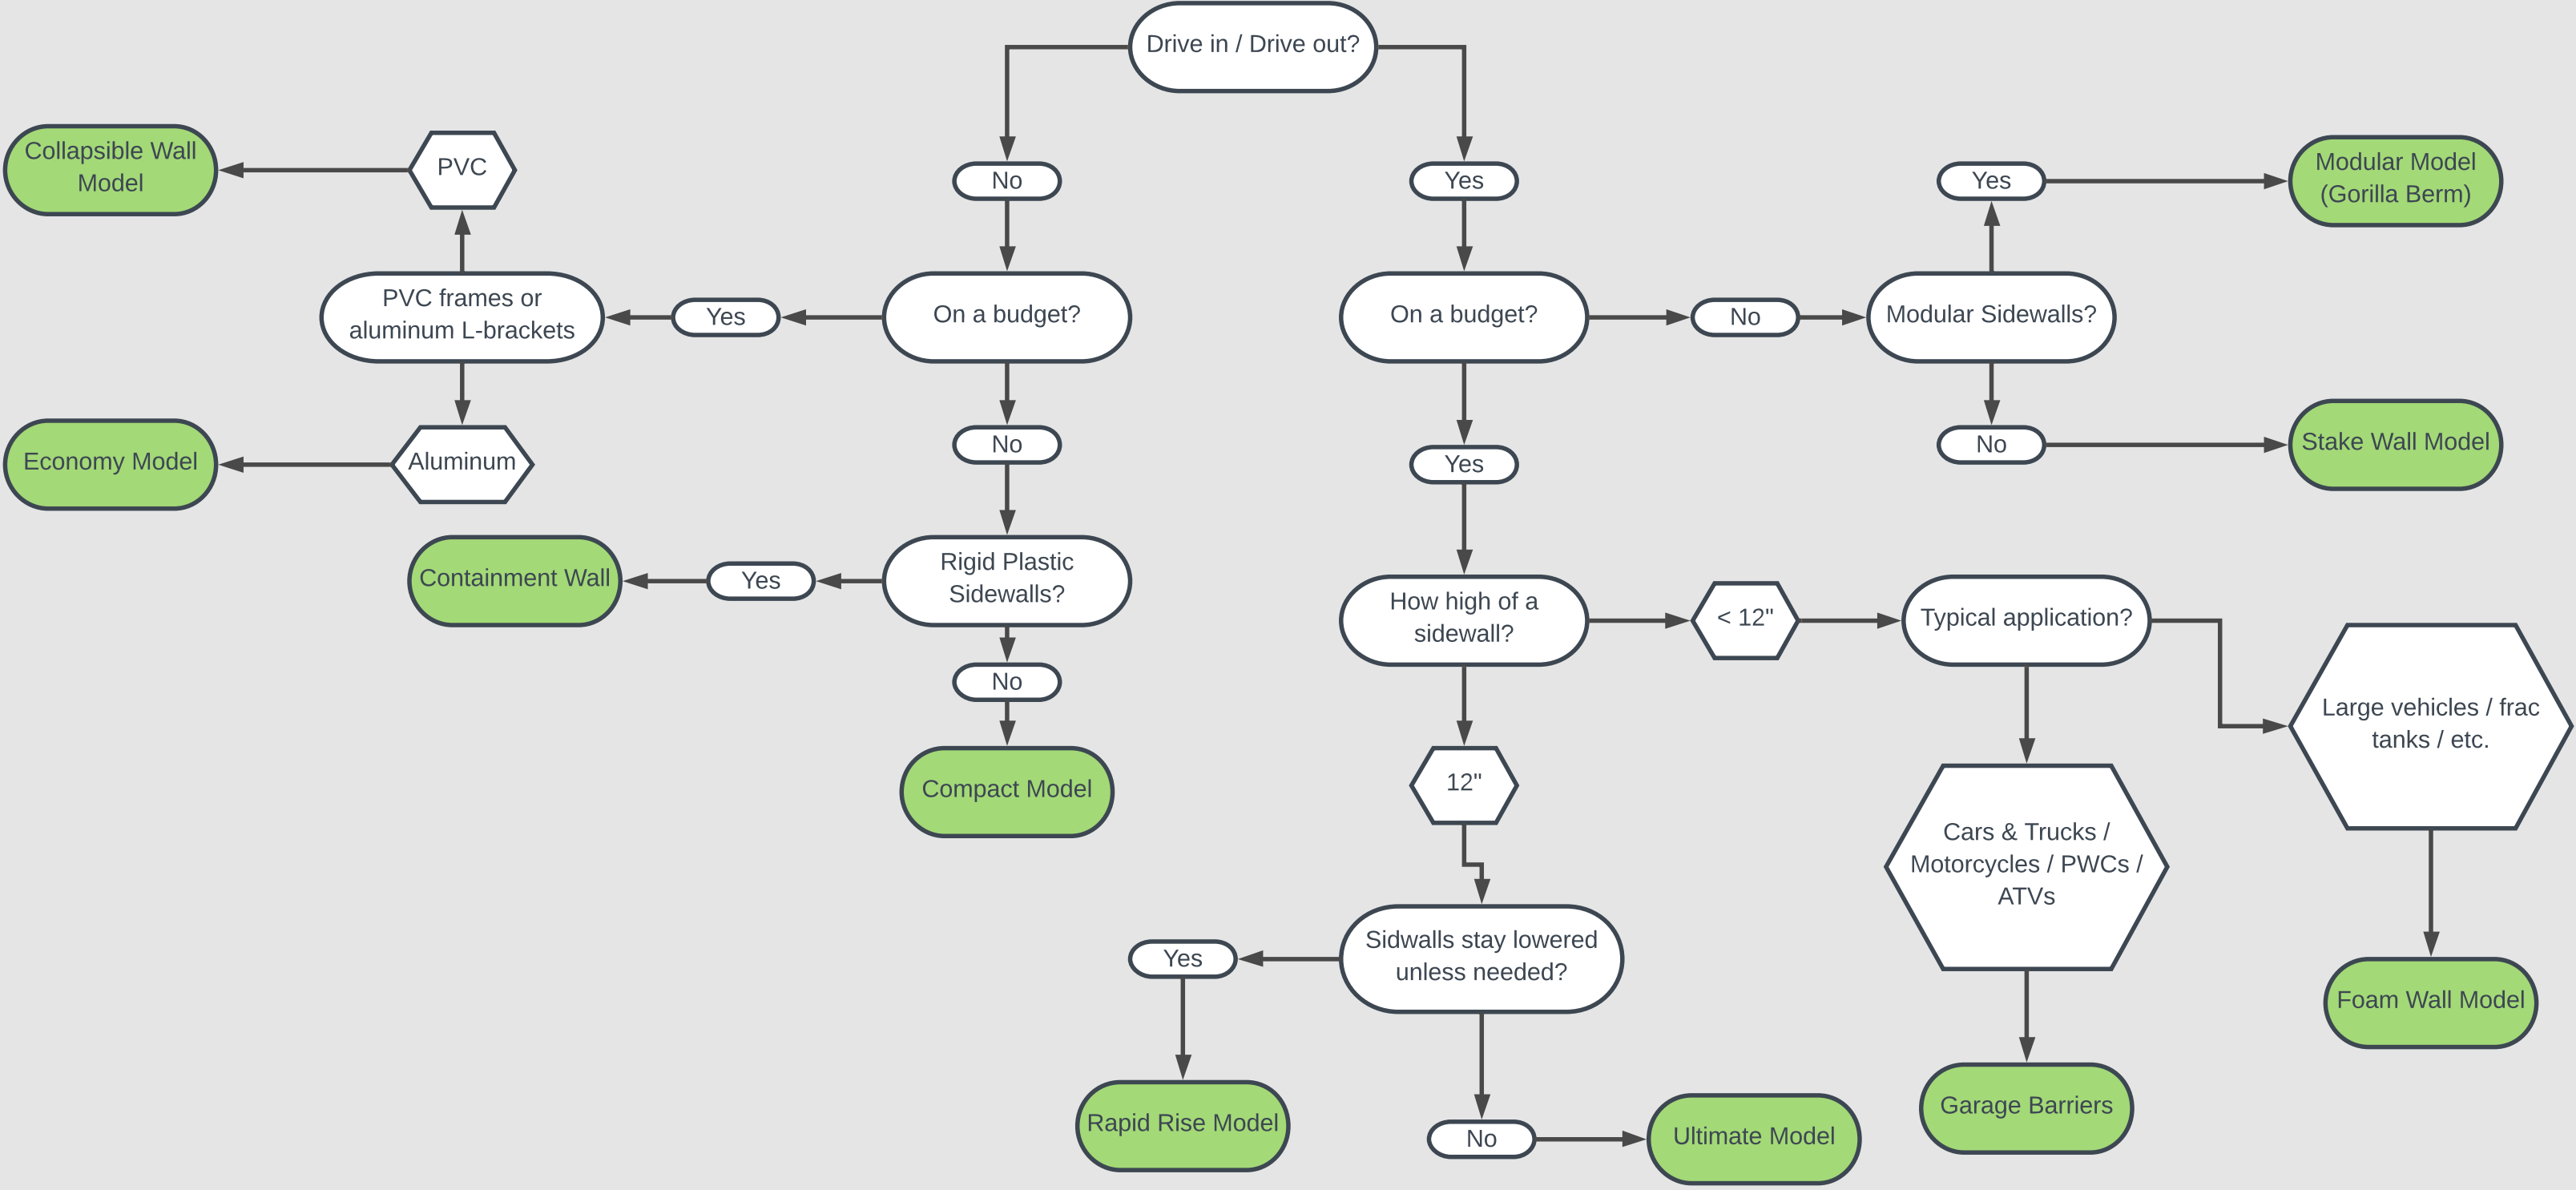 Drive in / Drive out?
Collapsible Wall
Model
PVC
No
Yes
Yes
Modular Model
(Gorilla Berm)
PVC frames or
aluminum L-brackets
Yes
On a budget?
On a budget?
No
Modular Sidewalls?
Economy Model
Aluminum
No
Yes
No
Stake Wall Model
Containment Wall
Yes
Rigid Plastic
Sidewalls?
How high of a
sidewall?
< 12"
Typical application?
No
Large vehicles / frac
tanks / etc.
Compact Model
12"
Cars & Trucks /
Motorcycles / PWCs /
ATVs
Yes
Sidwalls stay lowered
unless needed?
Foam Wall Model
Rapid Rise Model
No
Ultimate Model
Garage Barriers